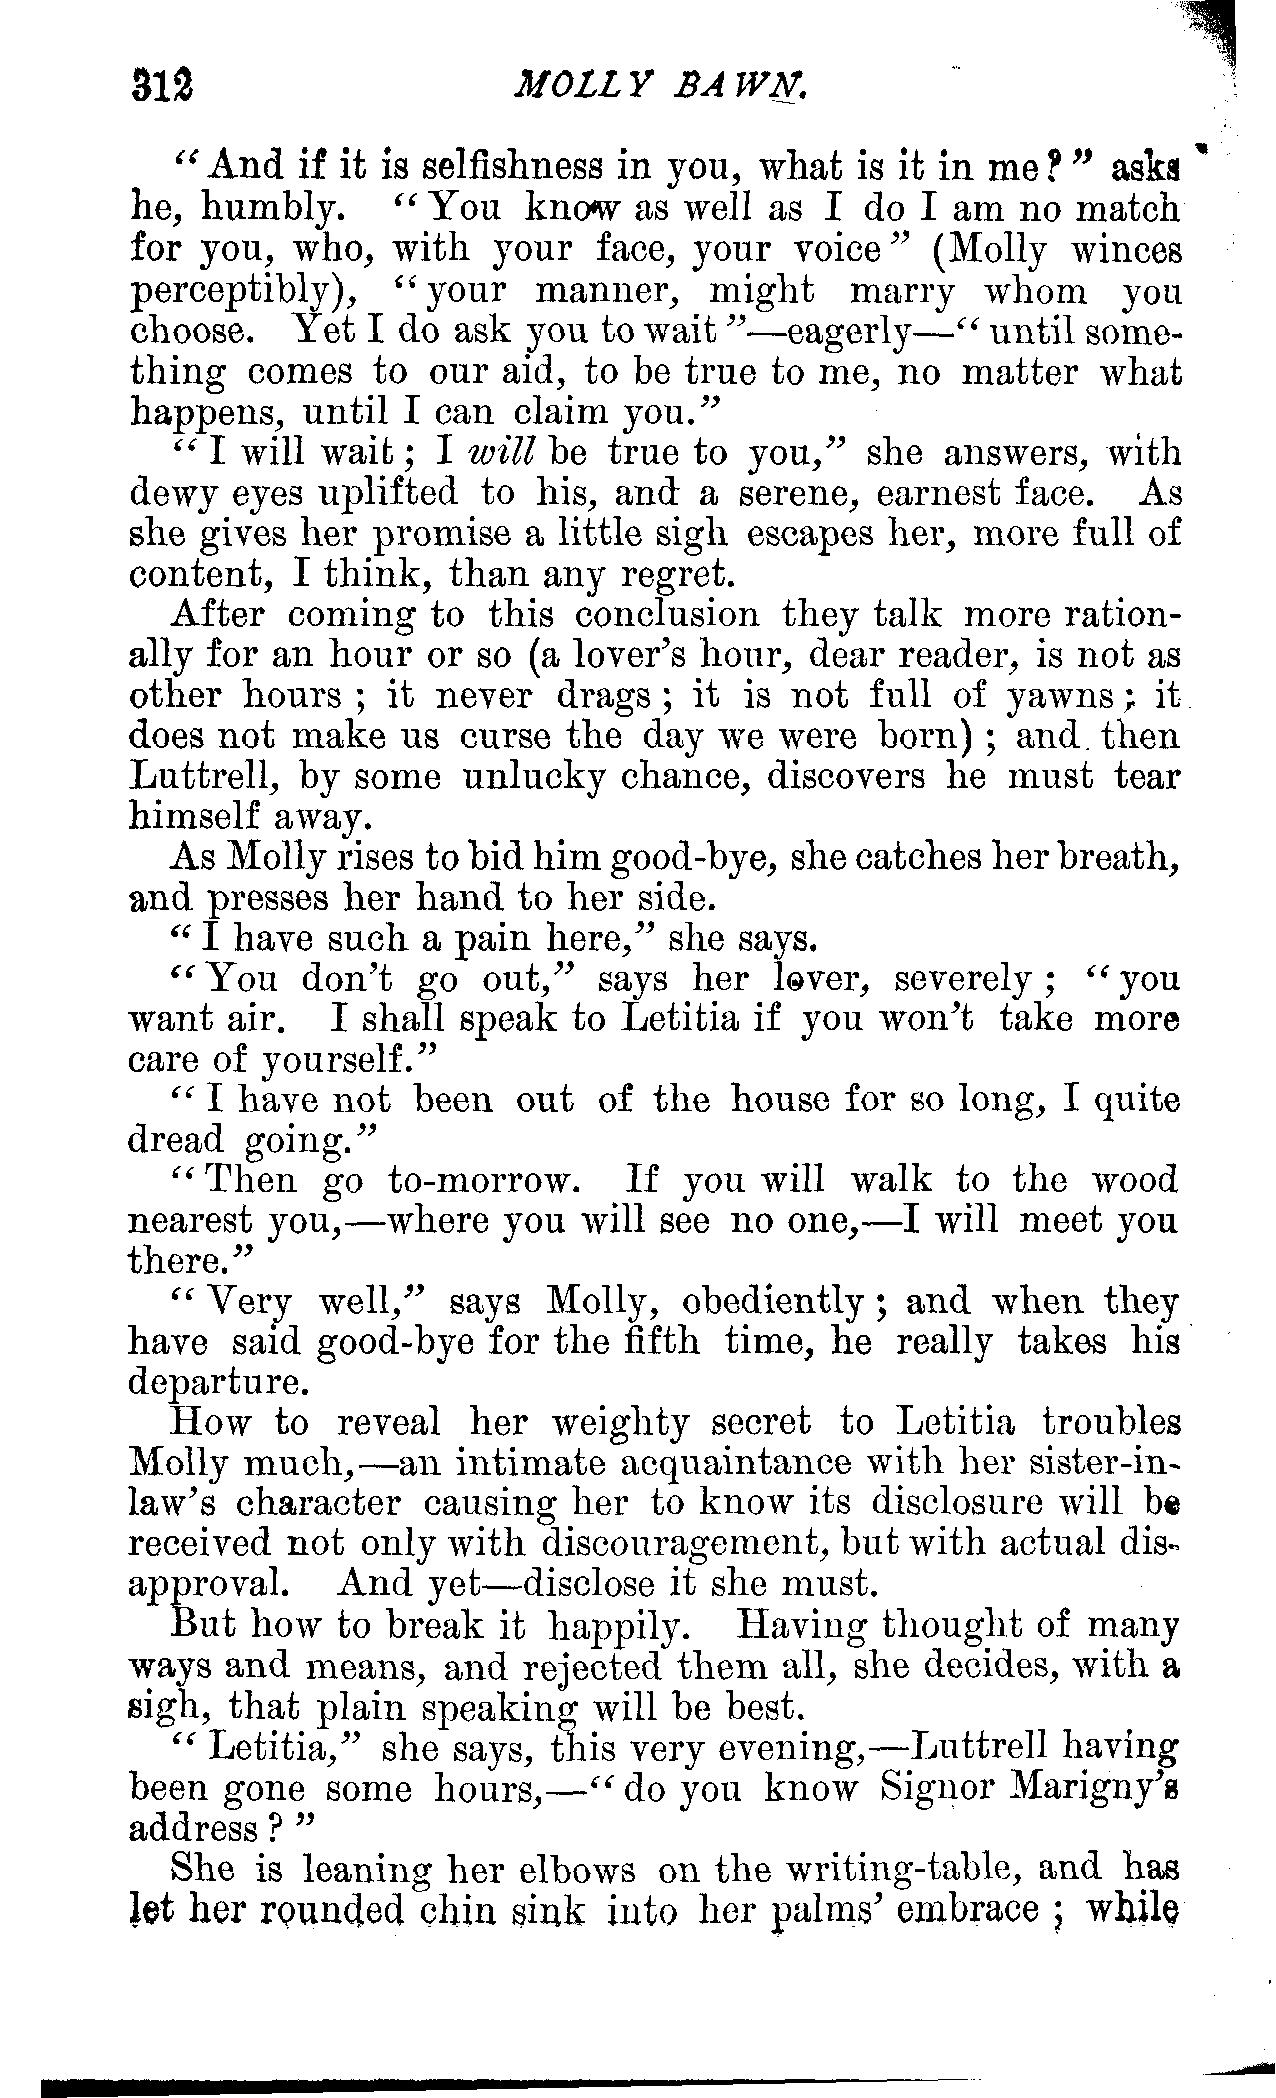 312 MOLLY BAWN.
“And if it is selfishness in you, what is it in me?” asks
he, humbly. “You know as well as I do I am no match
for you, who, with your face, your voice” (Molly winces
perceptibly), “your manner, might marry whom you
choose. Yet I do ask you to wait”—eagerly—“until some-
thing comes to our aid, to be true to me, no matter what
happens, until I can claim you.”
“I will wait; I will be true to you,” she answers, with
dewy eyes uplifted to his, and a serene, earnest face. As
she gives her promise a little sigh escapes her, more full of
content, I think, than any regret.
After coming to this conclusion they talk more ration-
ally for an hour or so (a lover’s hour, dear reader, is not as
other hours; it never drags; it is not full of yawns; it
does not make us curse the day we were born); and then
Luttrell, by some unlucky chance, discovers he must tear
himself away.
As Molly rises to bid him good-bye, she catches her breath,
and presses her hand to her side.
“I have such a pain here,” she says.
“You don’t go out,” says her lover, severely; “you
want air. I shall speak to Letitia if you won’t take more
care of yourself.”
“I have not been out of the house for so long, I quite
dread going.”
“Then go to-morrow. If you will walk to the wood
nearest you,—where you will see no one,—I will meet you
there.”
“Very well,” says Molly, obediently; and when they
have said good-bye for the fifth time, he really takes his
departure.
How to reveal her weighty secret to Letitia troubles
Molly much,—an intimate acquaintance with her sister-in-
law’s character causing her to know its disclosure will be
received not only with discouragement, but with actual dis-
approval. And yet—disclose it she must.
But how to break it happily. Having thought of many
ways and means, and rejected them all, she decides, with a
sigh, that plain speaking will be best.
“Letitia,” she says, this very evening,—Luttrell having
been gone some hours,—“do you know Signor Marigny’s
address?”
She is leaning her elbows on the writing-table, and has
let her rounded chin sink into her palms’ embrace; while